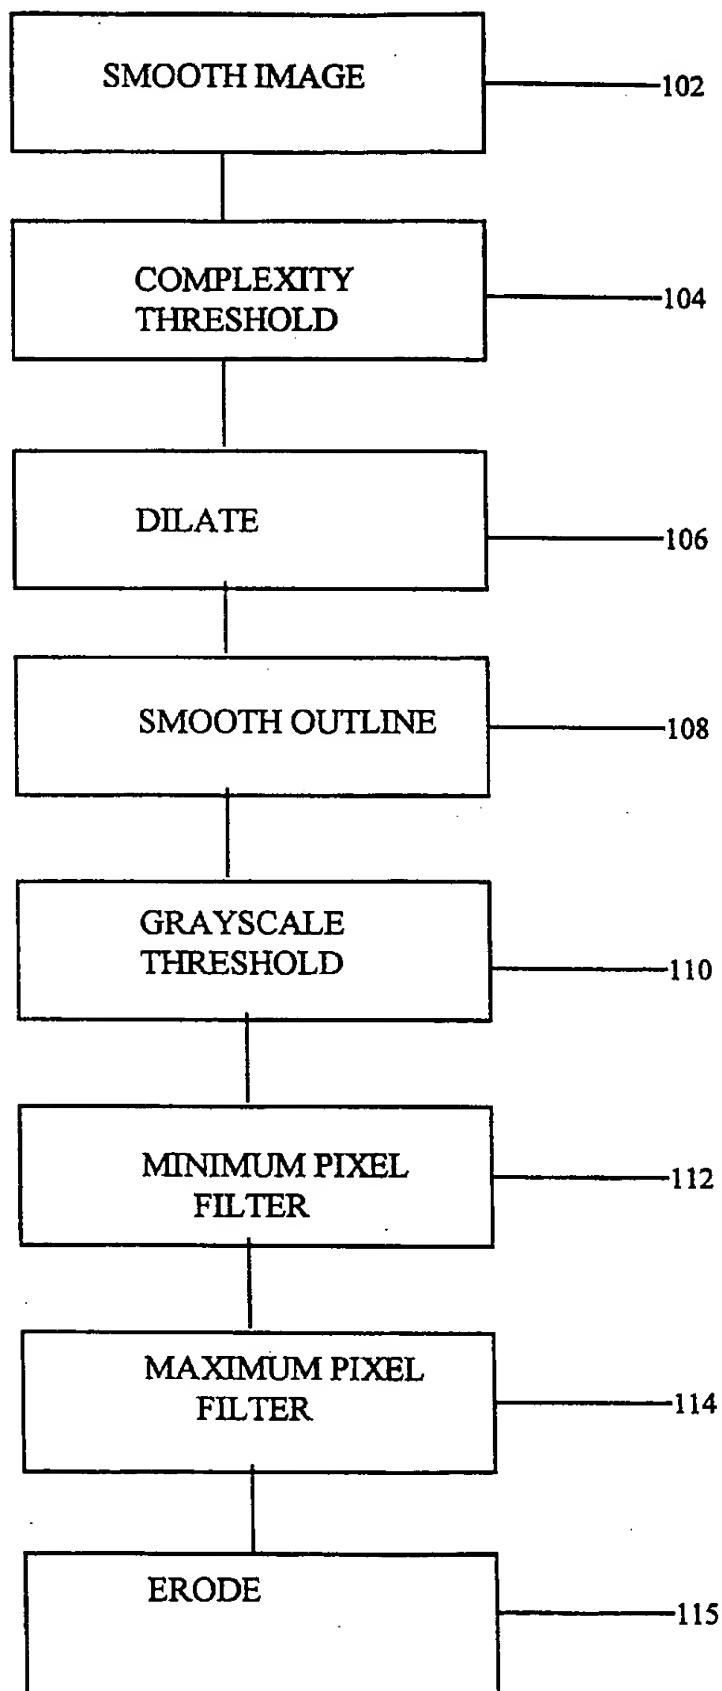 SMOOTH IMAGE
102
COMPLEXITY
THRESHOLD
104
DILATE
106
SMOOTH OUTLINE
108
GRAYSCALE
THRESHOLD
110
MINIMUM PIXEL
FILTER
112
MAXIMUM PIXEL
FILTER
114
ERODE
115